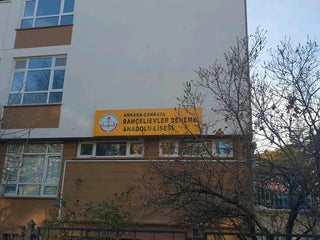 ANKARA-ÇANKAYA
BAHÇELİEVLER DENEME
ANADOLU LİSESİ